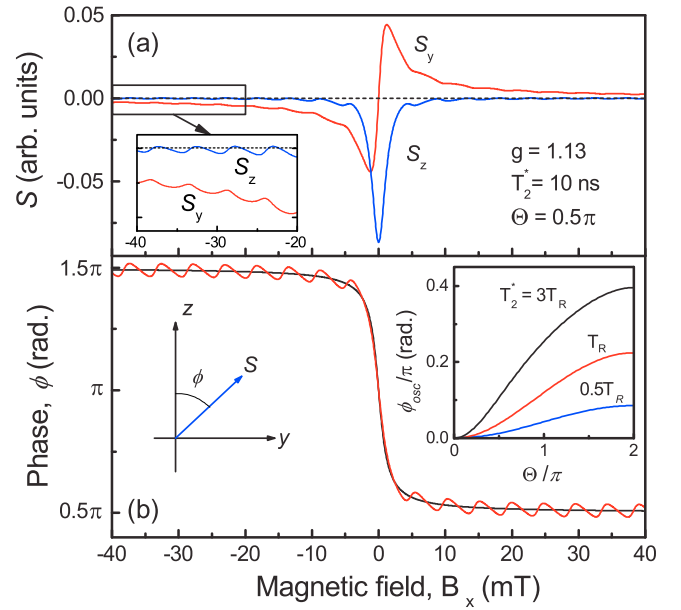 0.05
(a)
S_y
0.00
S (arb. units)
S_z
S_z
g = 1.13
-0.05
S_y
T_2^* = 10 ns
Θ = 0.5π
-40 -30 -20
1.5π
0.4
T_2^* = 3T_R
z
Phase, ϕ (rad.)
ϕ_osc/π (rad.)
ϕ S
T_R
π
0.2
0.5T_R
y
0.0
0 1 2
Θ/π
0.5π
(b)
-40 -30 -20 -10 0 10 20 30 40
Magnetic field, B_x (mT)